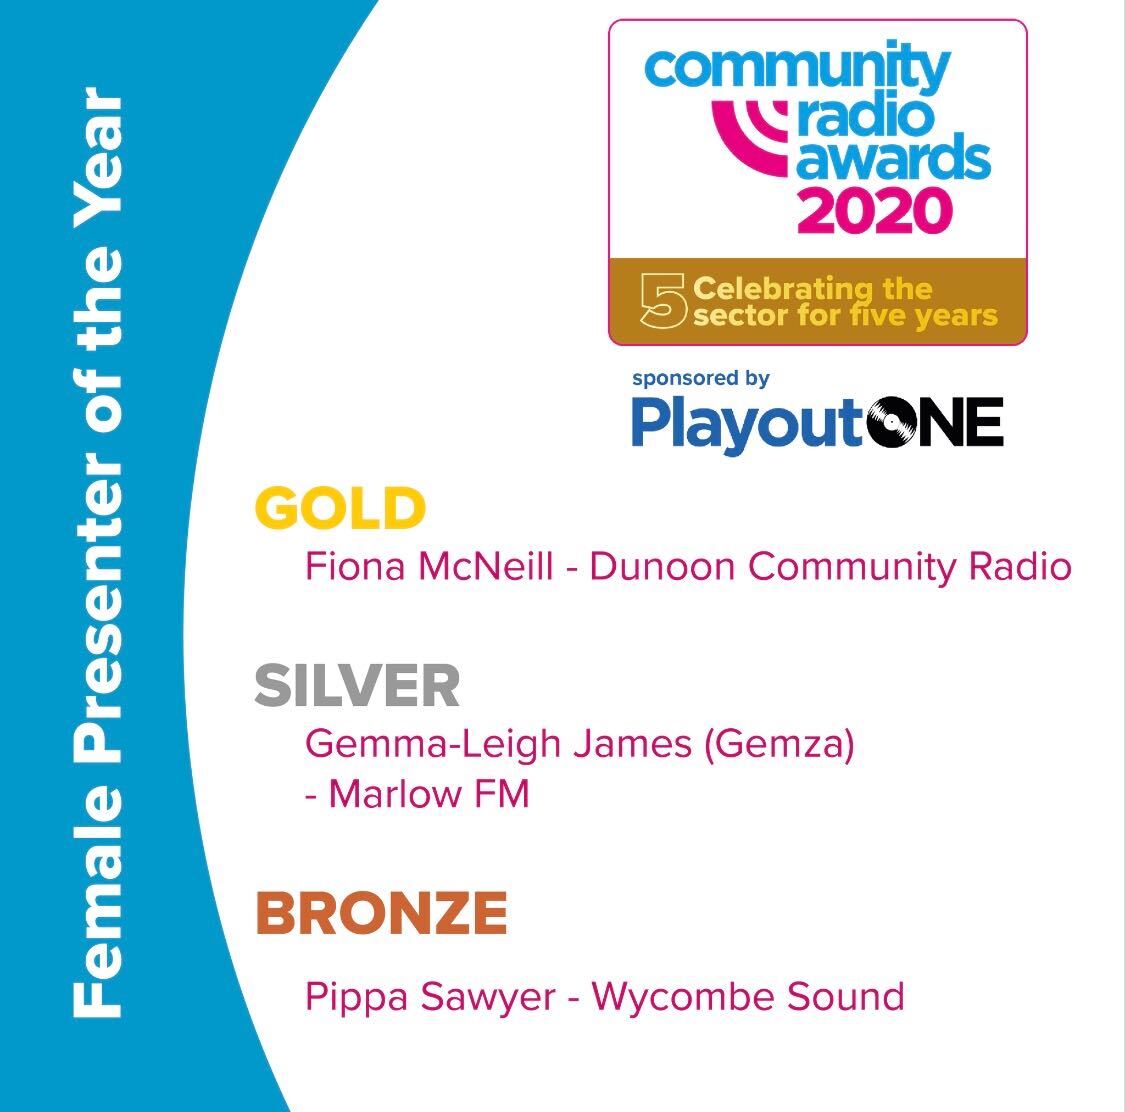 Female Presenter of the Year
community
radio
awards
2020
5 Celebrating the
sector for five years
sponsored by
PlayoutONE
GOLD
Fiona McNeill - Dunoon Community Radio
SILVER
Gemma-Leigh James (Gemza)
- Marlow FM
BRONZE
Pippa Sawyer - Wycombe Sound